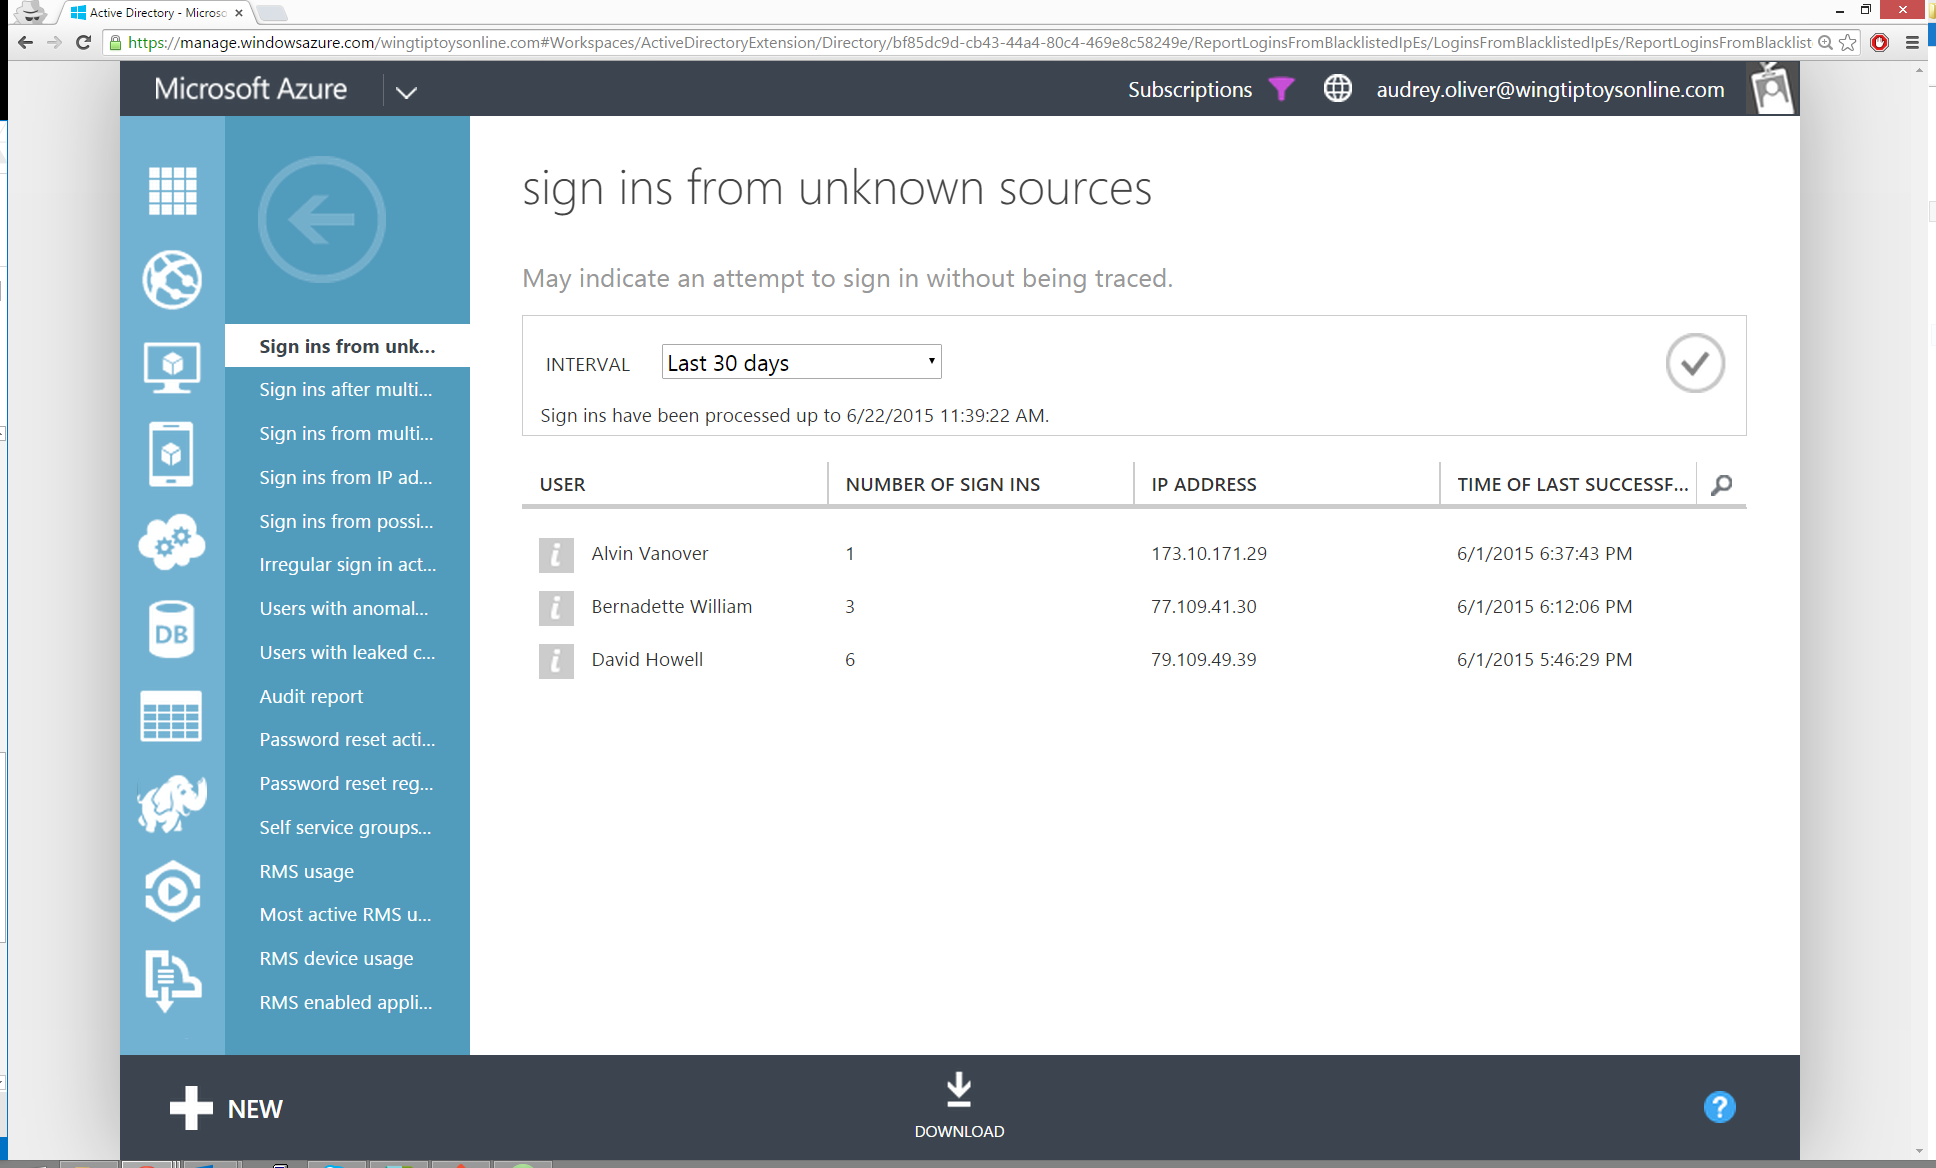 Active Directory - Microso
https://manage.windowsazure.com/wingtiptoysonline.com#Workspaces/ActiveDirectoryExtension/Directory/bf85dc9d-cb43-44a4-80c4-469e8c58249e/ReportLoginsFromBlacklistedIpEs/LoginsFromBlacklistedIpEs/ReportLoginsFromBlacklist
Microsoft Azure
Subscriptions
audrey.oliver@wingtiptoysonline.com
Sign ins from unk...
Sign ins after multi...
Sign ins from multi...
Sign ins from IP ad...
Sign ins from possi...
Irregular sign in act...
Users with anomal...
Users with leaked c...
Audit report
Password reset acti...
Password reset reg...
Self service groups...
RMS usage
Most active RMS u...
RMS device usage
RMS enabled appli...
DB
sign ins from unknown sources
May indicate an attempt to sign in without being traced.
INTERVAL Last 30 days
Sign ins have been processed up to 6/22/2015 11:39:22 AM.
USER NUMBER OF SIGN INS IP ADDRESS TIME OF LAST SUCCESSF...
i Alvin Vanover 1 173.10.171.29 6/1/2015 6:37:43 PM
i Bernadette William 3 77.109.41.30 6/1/2015 6:12:06 PM
i David Howell 6 79.109.49.39 6/1/2015 5:46:29 PM
NEW
DOWNLOAD
?